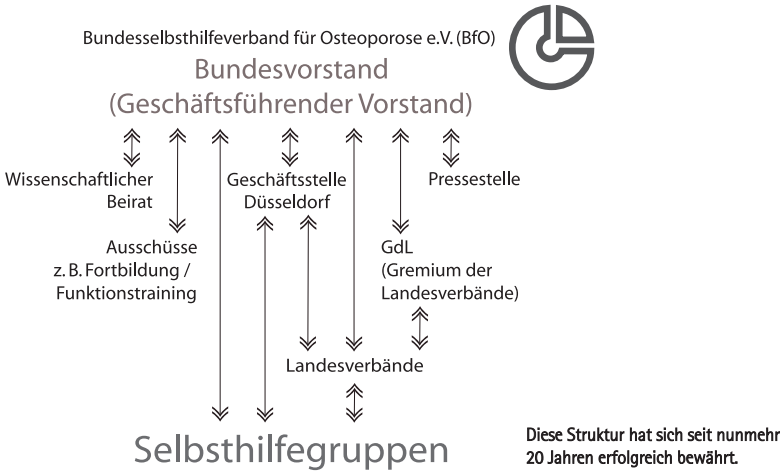 Bundesselbsthilfeverband für Osteoporose e.V. (BfO)
Bundesvorstand
(Geschäftsführender Vorstand)
Wissenschaftlicher
Beirat
Geschäftsstelle
Düsseldorf
Pressestelle
Ausschüsse
z. B. Fortbildung /
Funktionstraining
GdL
(Gremium der
Landesverbände)
Landesverbände
Selbsthilfegruppen
Diese Struktur hat sich seit nunmehr
20 Jahren erfolgreich bewährt.